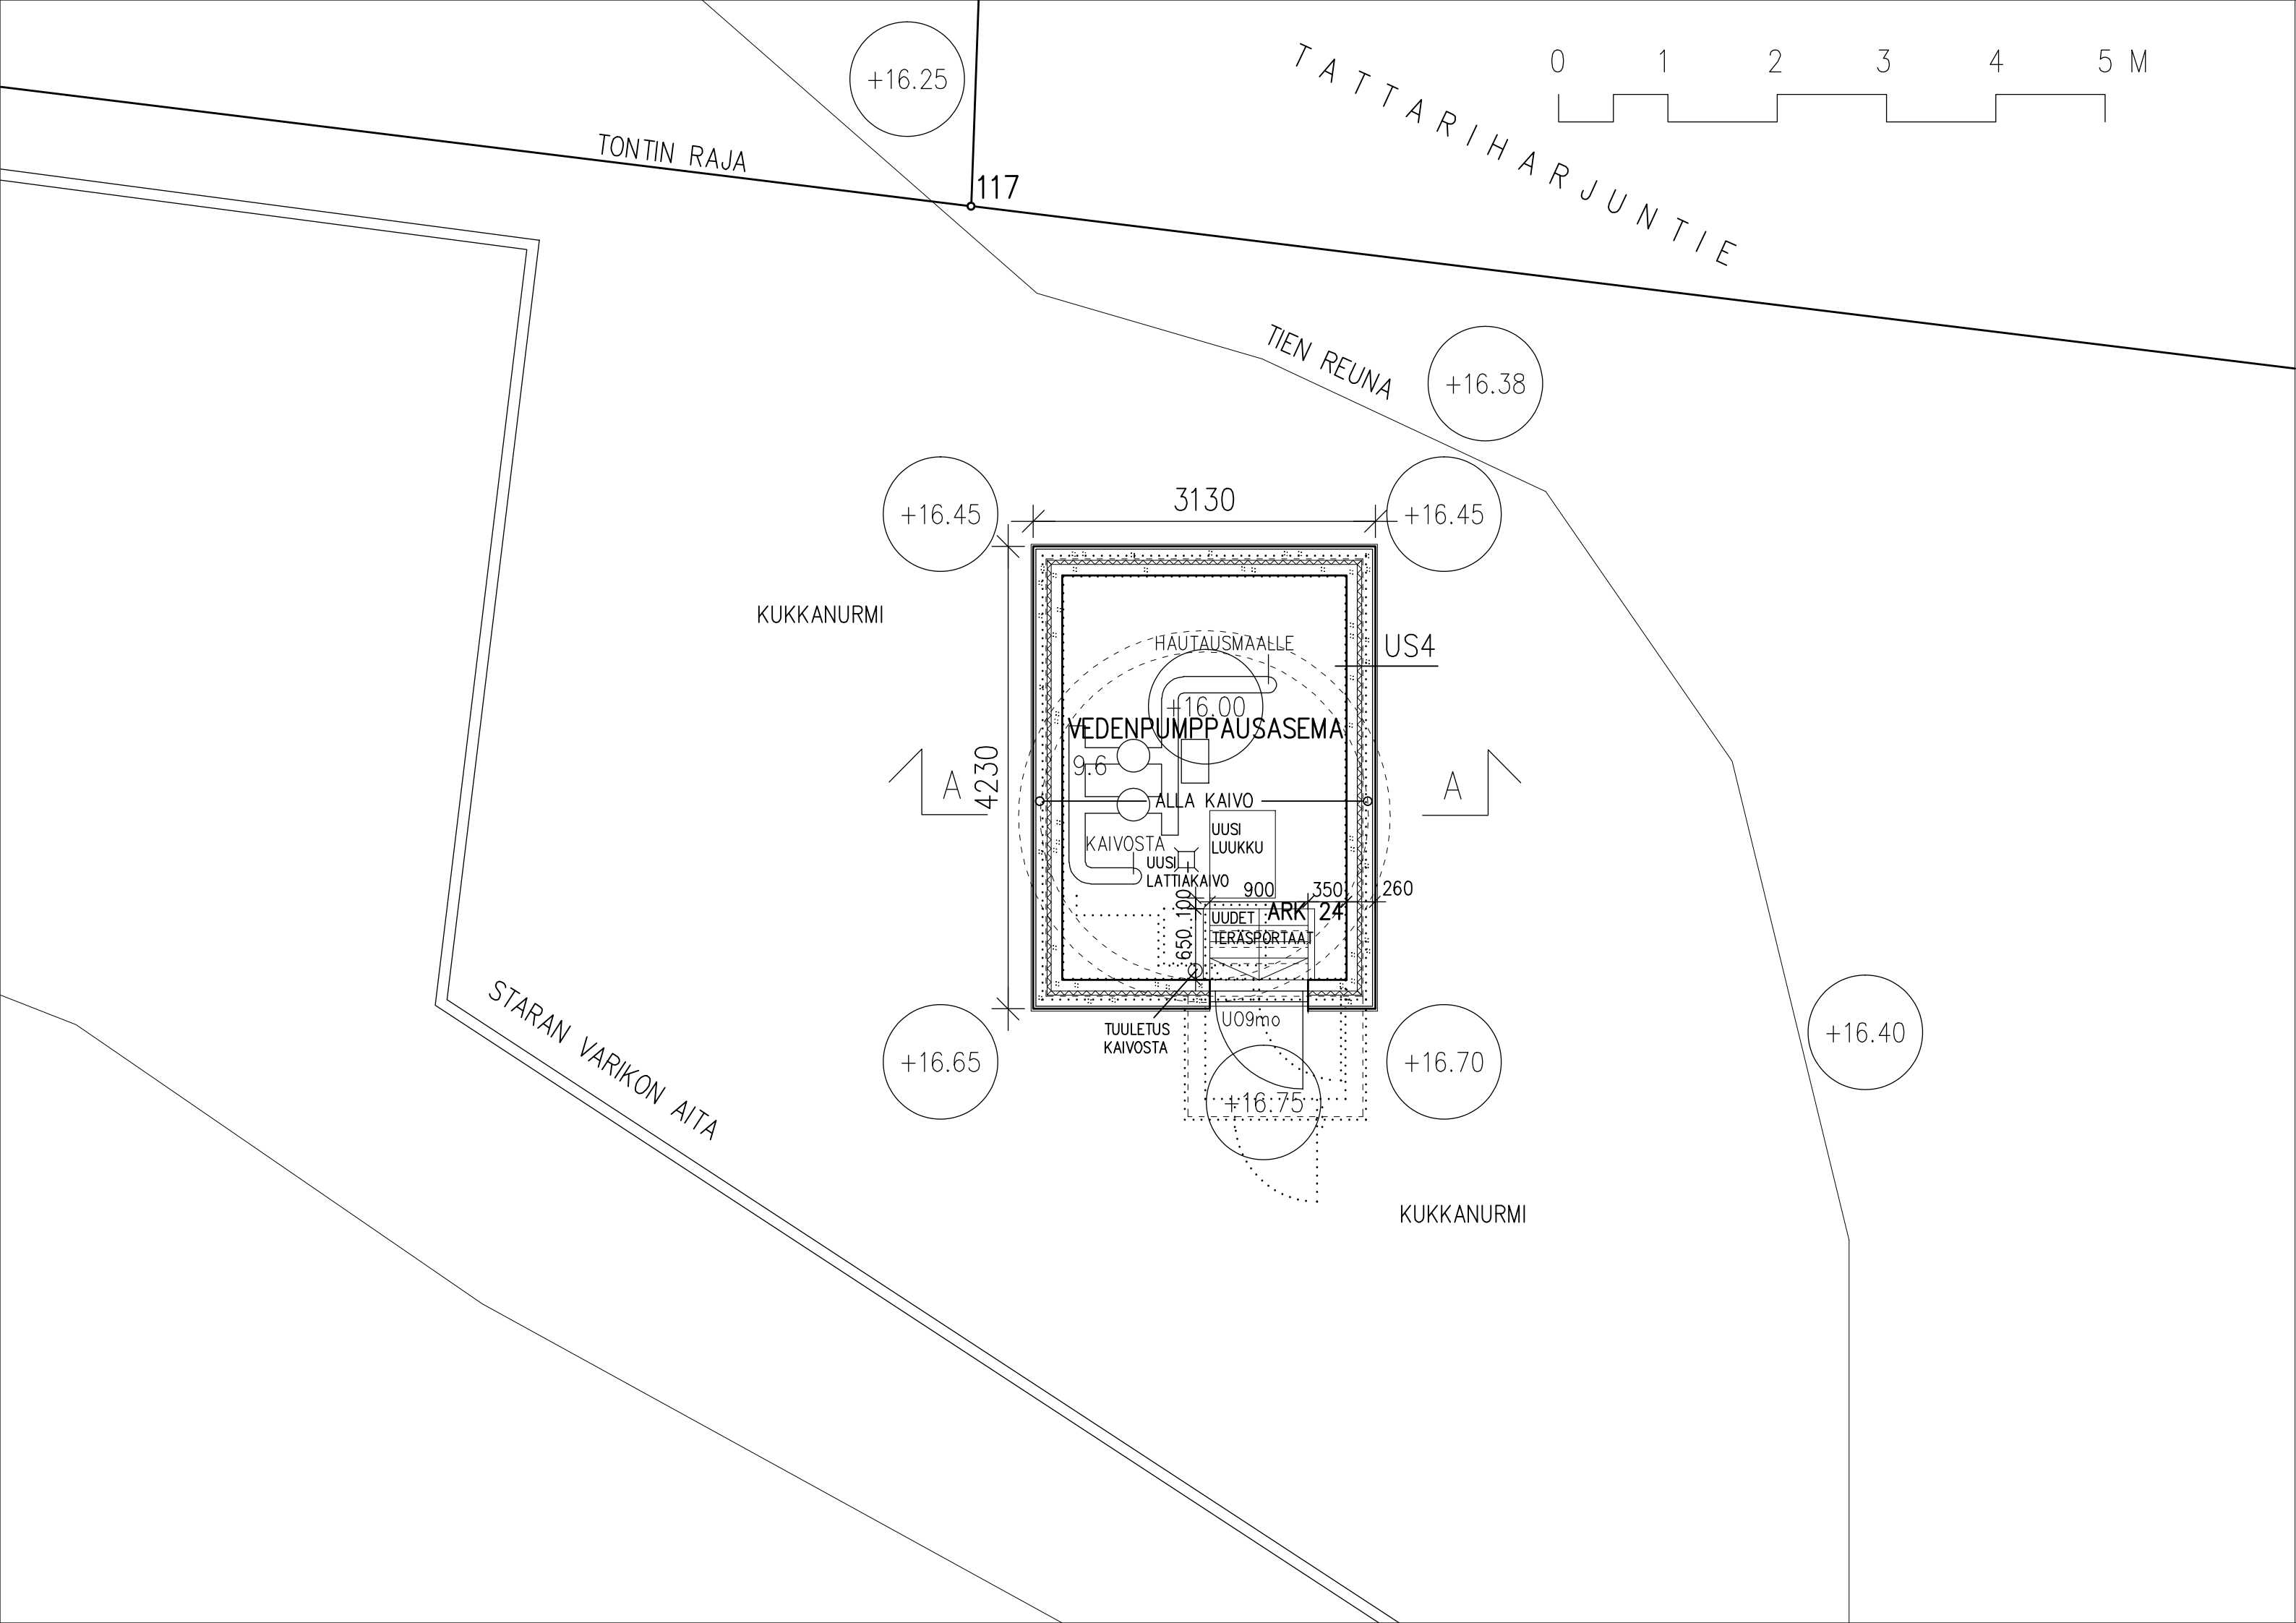 +16.25
TATTARIHARJUNTIE
0 1 2 3 4 5 M
TONTIN RAJA
117
TIEN REUNA
+16.38
+16.45
3130
+16.45
KUKKANURMI
HAUTAUSMAALLE
US4
+16.00
VEDENPUMPPAUSASEMA
9.6
4230
A
A
ALLA KAIVO
KAIVOSTA
UUSI
LUUKKU
UUSI
LATTIAKAIVO
900
350
260
100
650
ARK 24
UUDET
TERÄSPORTAAT
STARAN VARIKON AITA
TUULETUS
KAIVOSTA
UO9mo
+16.65
+16.75
+16.70
+16.40
KUKKANURMI